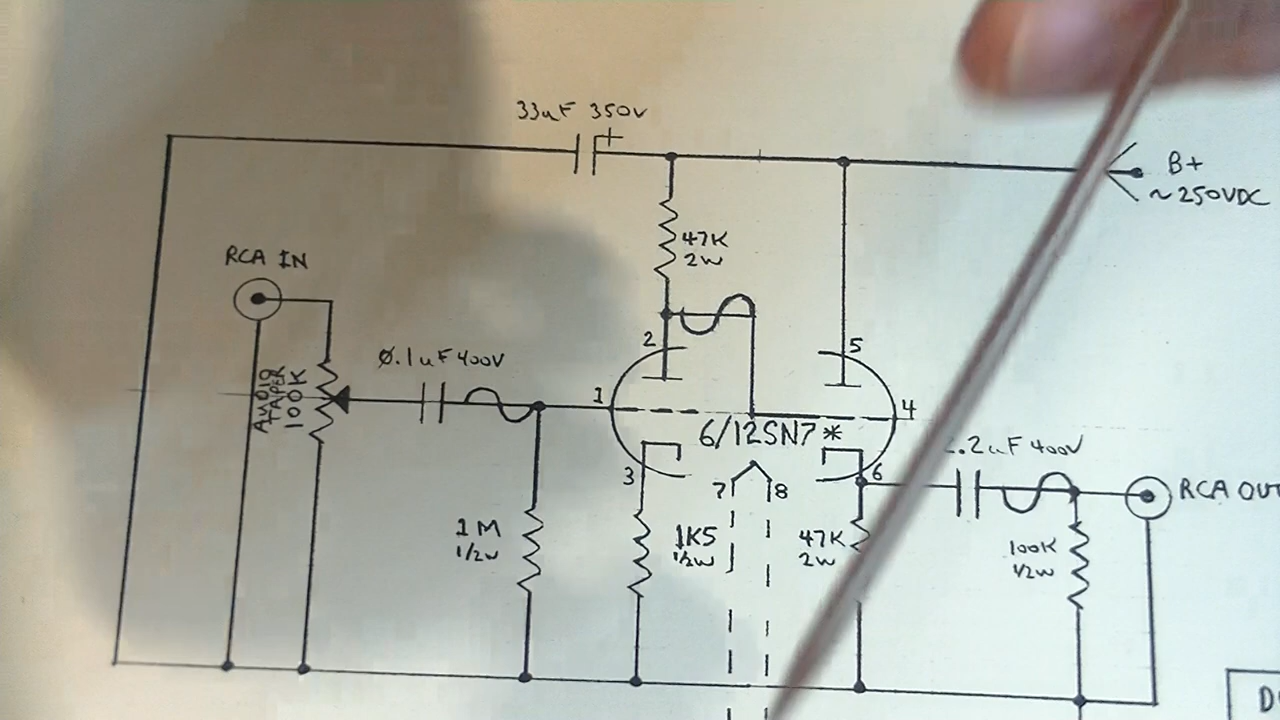 33uF 350V
+
B+
~250VDC
47K
2W
RCA IN
Ø.1uF 400V
AUDIO
TAPER
100K
2
5
1
4
6/12SN7*
3
6
7
8
.2uF 400V
RCA OUT
1M
1/2W
1K5
1/2W
47K
2W
100K
1/2W